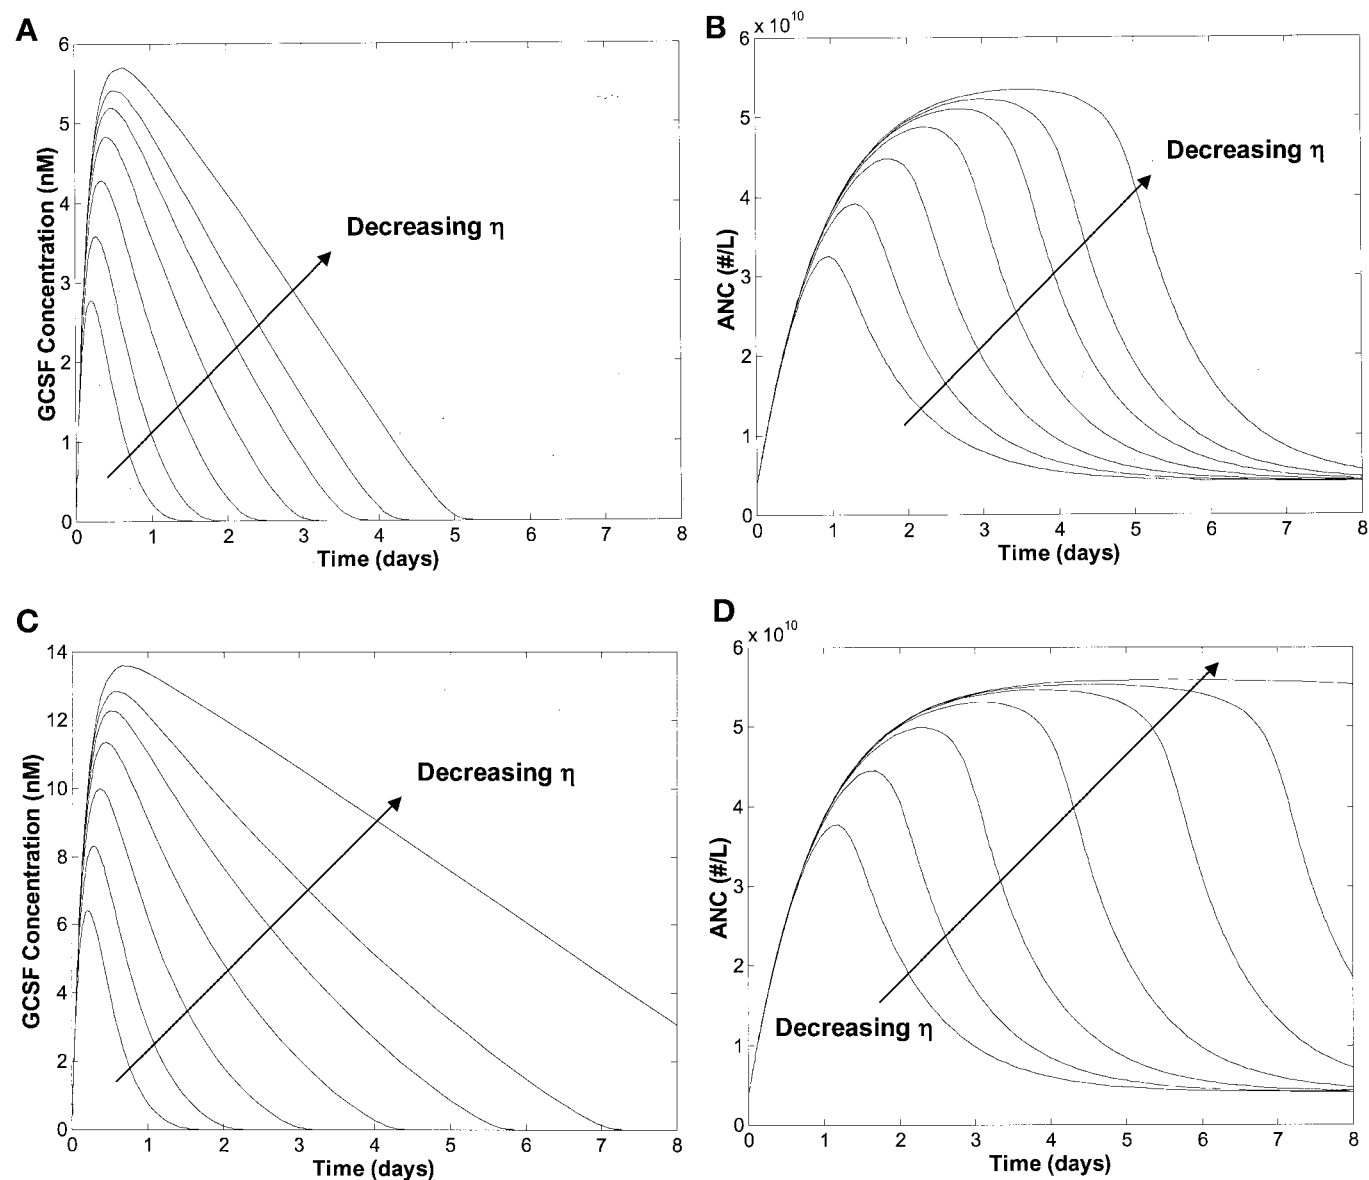 A
6
5
4
3
2
1
0
GCSF Concentration (nM)
Decreasing η
0 1 2 3 4 5 6 7 8
Time (days)
B
6 x 10^10
5
4
3
2
1
0
ANC (#/L)
Decreasing η
0 1 2 3 4 5 6 7 8
Time (days)
C
14
12
10
8
6
4
2
0
GCSF Concentration (nM)
Decreasing η
0 1 2 3 4 5 6 7 8
Time (days)
D
6 x 10^10
5
4
3
2
1
0
ANC (#/L)
Decreasing η
0 1 2 3 4 5 6 7 8
Time (days)